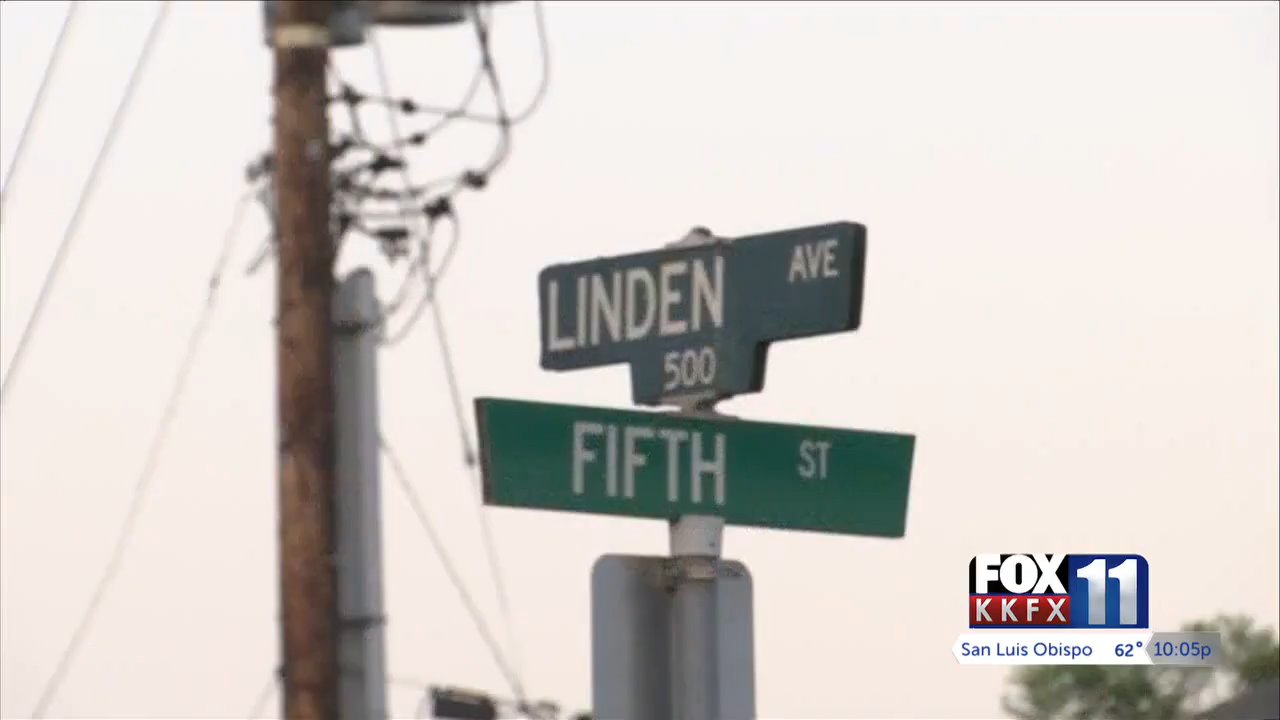 LINDEN AVE
500
FIFTH ST
FOX 11
KKFX
San Luis Obispo 62° 10:05p